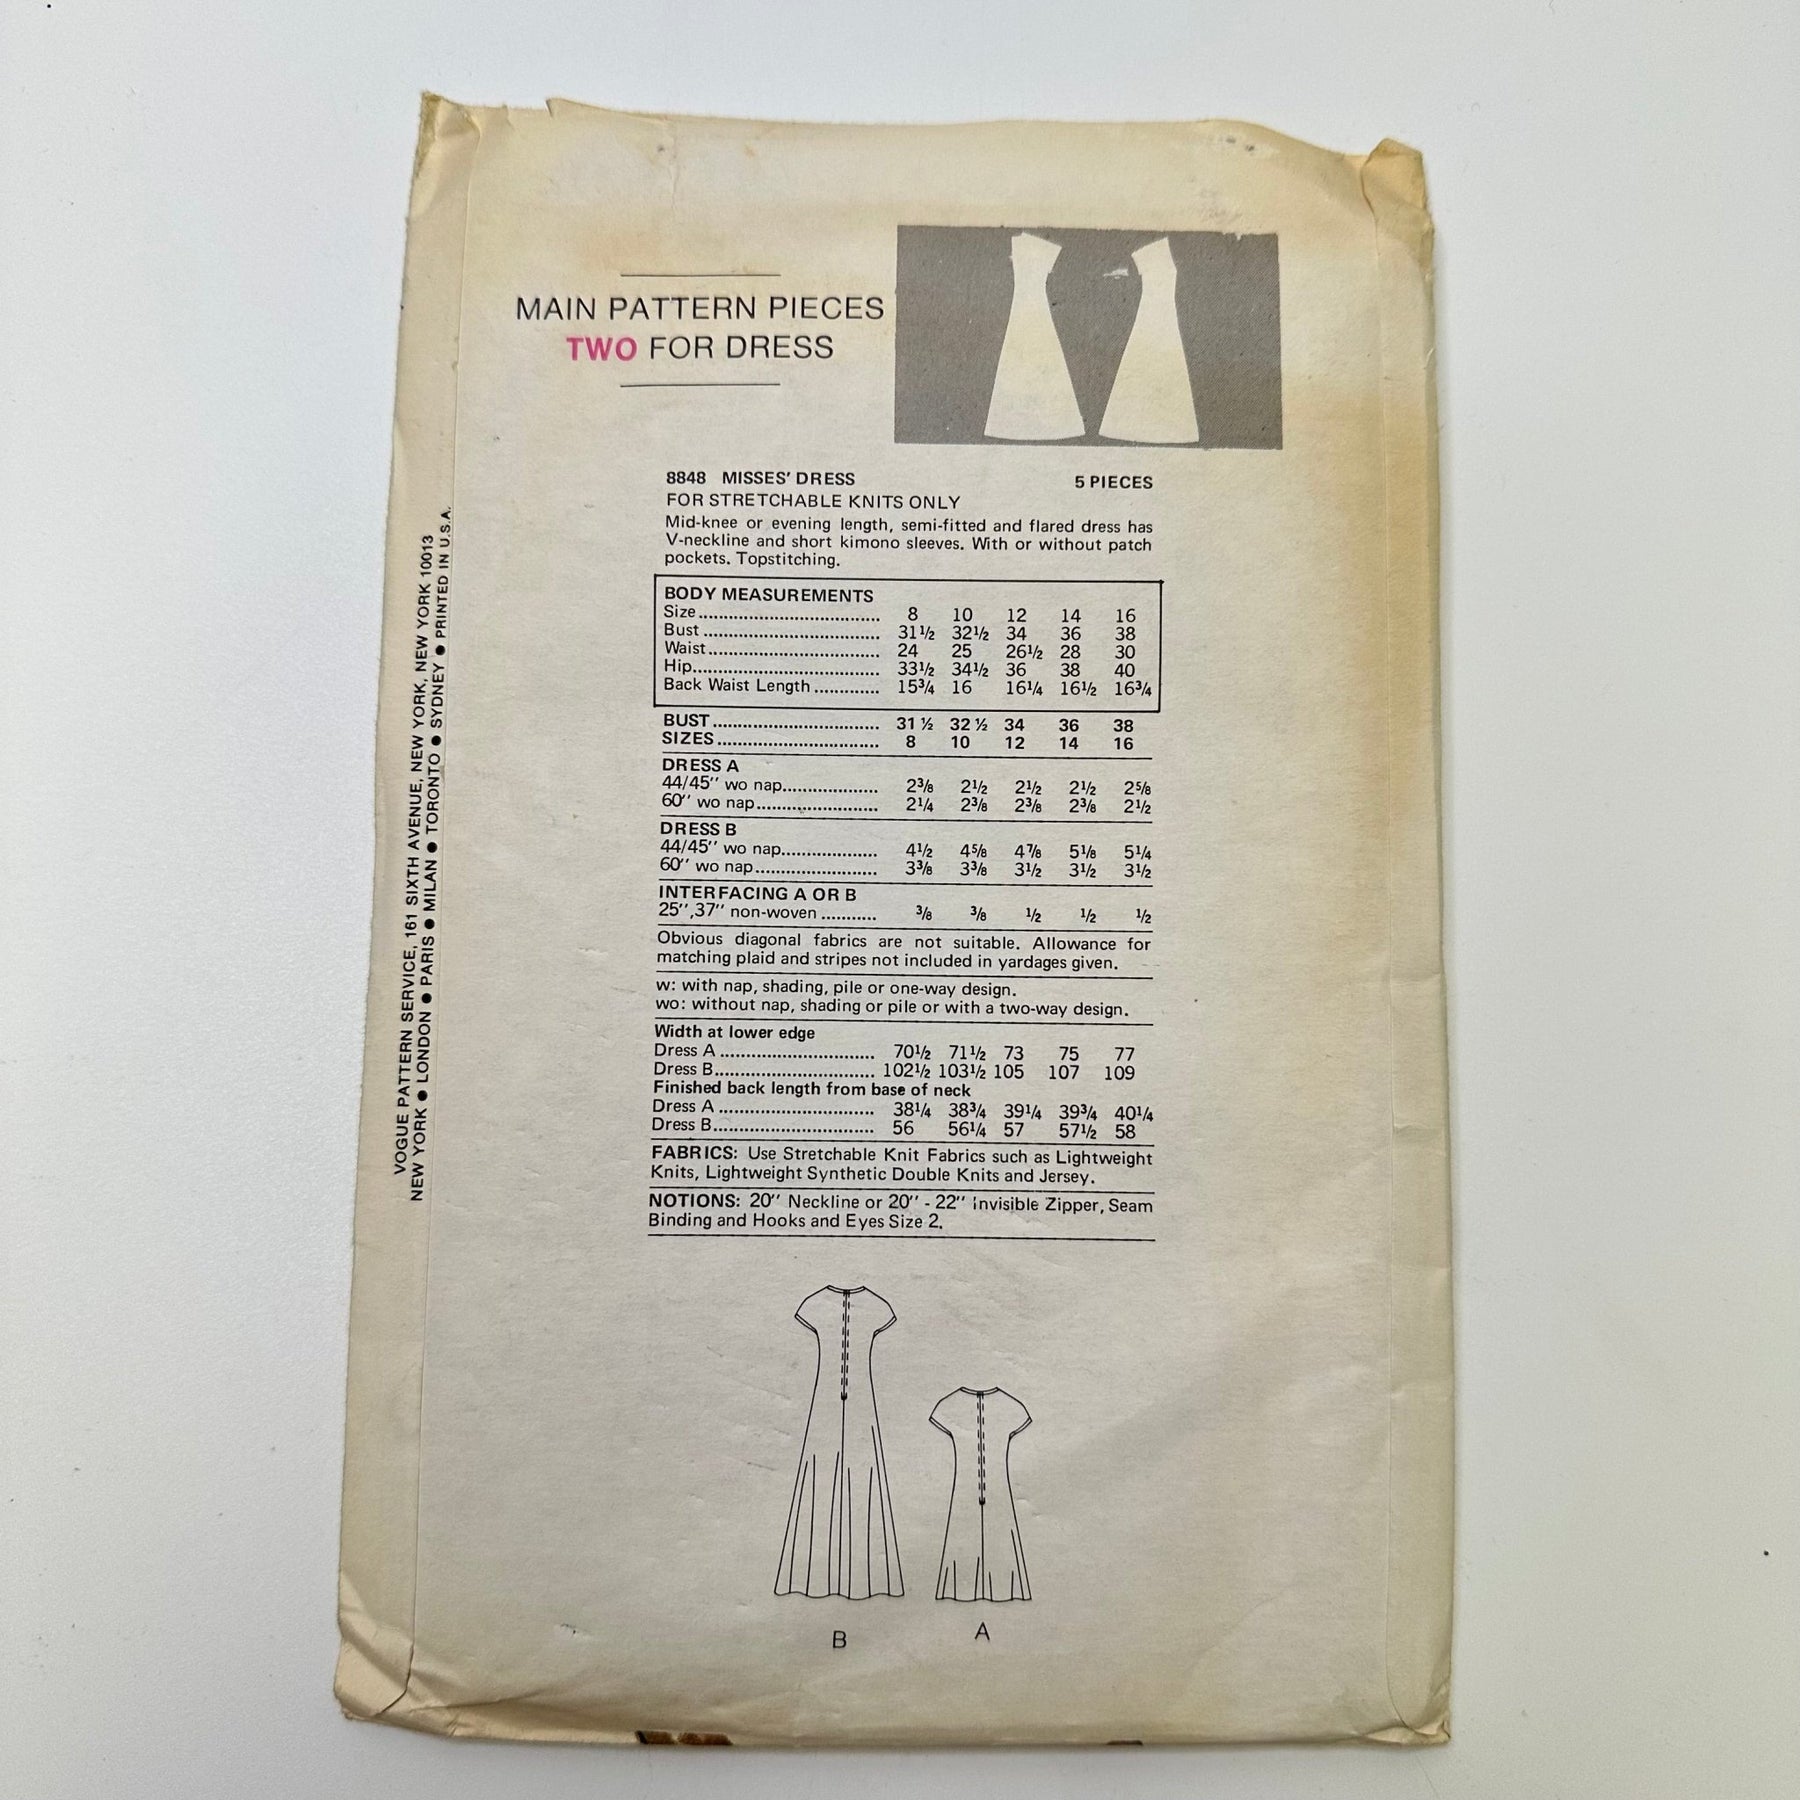 MAIN PATTERN PIECES
TWO FOR DRESS
8848 MISSES' DRESS 5 PIECES
FOR STRETCHABLE KNITS ONLY
Mid-knee or evening length, semi-fitted and flared dress has
V-neckline and short kimono sleeves. With or without patch
pockets. Topstitching.
BODY MEASUREMENTS
Size 8 10 12 14 16
Bust 31½ 32½ 34 36 38
Waist 24 25 26½ 28 30
Hip 33½ 34½ 36 38 40
Back Waist Length 15¾ 16 16¼ 16½ 16¾
BUST 31 ½ 32 ½ 34 36 38
SIZES 8 10 12 14 16
DRESS A
44/45'' wo nap 2⅜ 2½ 2½ 2½ 2⅝
60'' wo nap 2¼ 2⅜ 2⅜ 2⅜ 2½
DRESS B
44/45'' wo nap 4½ 4⅝ 4⅞ 5⅛ 5¼
60'' wo nap 3⅜ 3⅜ 3½ 3½ 3½
INTERFACING A OR B
25'',37'' non-woven ⅜ ⅜ ½ ½ ½
Obvious diagonal fabrics are not suitable. Allowance for
matching plaid and stripes not included in yardages given.
w: with nap, shading, pile or one-way design.
wo: without nap, shading or pile or with a two-way design.
Width at lower edge
Dress A 70½ 71½ 73 75 77
Dress B 102½ 103½ 105 107 109
Finished back length from base of neck
Dress A 38¼ 38¾ 39¼ 39¾ 40¼
Dress B 56 56¼ 57 57½ 58
FABRICS: Use Stretchable Knit Fabrics such as Lightweight
Knits, Lightweight Synthetic Double Knits and Jersey.
NOTIONS: 20'' Neckline or 20'' - 22'' Invisible Zipper, Seam
Binding and Hooks and Eyes Size 2.
B A
VOGUE PATTERN SERVICE, 161 SIXTH AVENUE, NEW YORK, NEW YORK 10013
NEW YORK ● LONDON ● PARIS ● MILAN ● TORONTO ● SYDNEY ● PRINTED IN U.S.A.